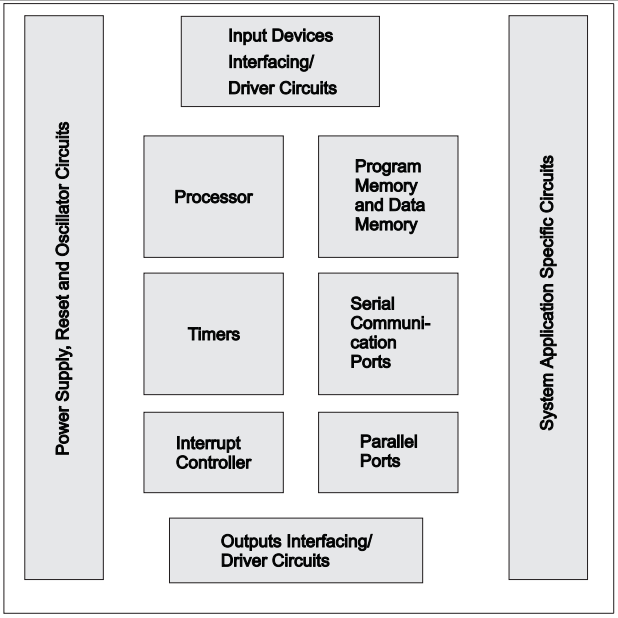 Power Supply, Reset and Oscillator Circuits
Input Devices
Interfacing/
Driver Circuits
Processor
Program
Memory
and Data
Memory
Timers
Serial
Communi-
cation
Ports
Interrupt
Controller
Parallel
Ports
Outputs Interfacing/
Driver Circuits
System Application Specific Circuits